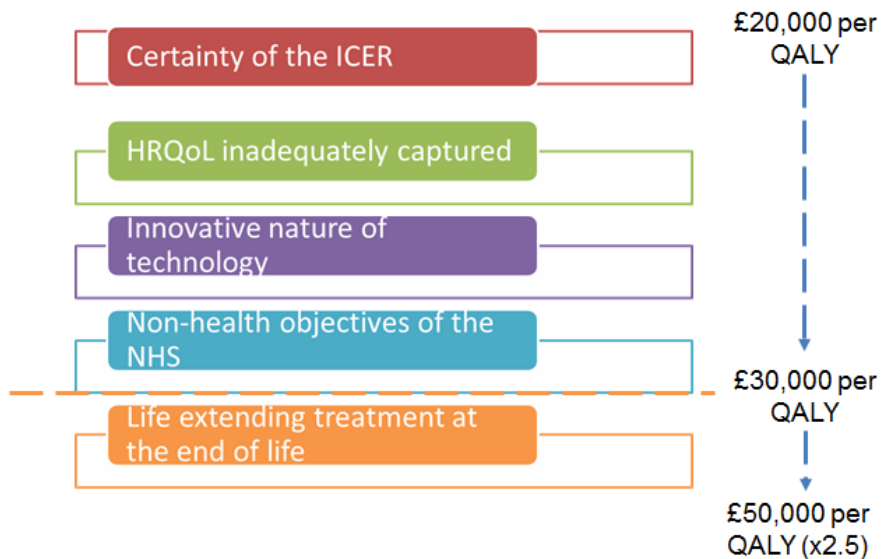 £20,000 per
QALY
Certainty of the ICER
HRQoL inadequately captured
Innovative nature of
technology
Non-health objectives of the
NHS
£30,000 per
QALY
Life extending treatment at
the end of life
£50,000 per
QALY (x2.5)